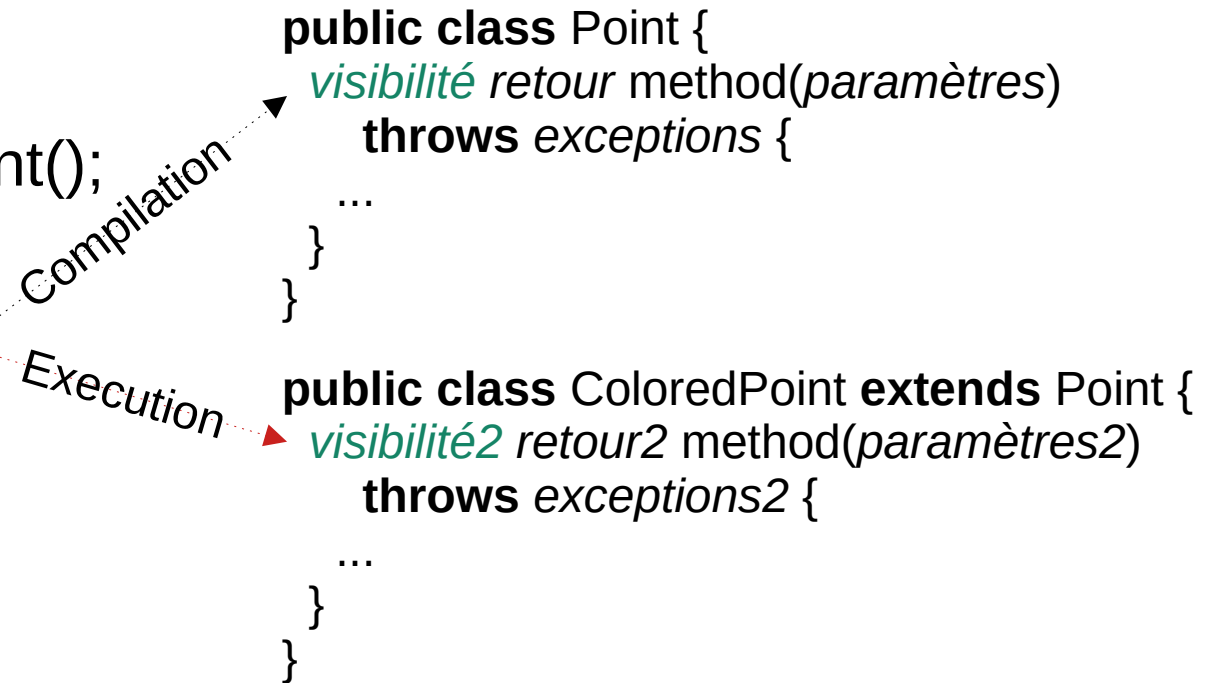 public class Point {
visibilité retour method(paramètres)
throws exceptions {
nt();
Compilation
...
}
}
Execution
public class ColoredPoint extends Point {
visibilité2 retour2 method(paramètres2)
throws exceptions2 {
...
}
}